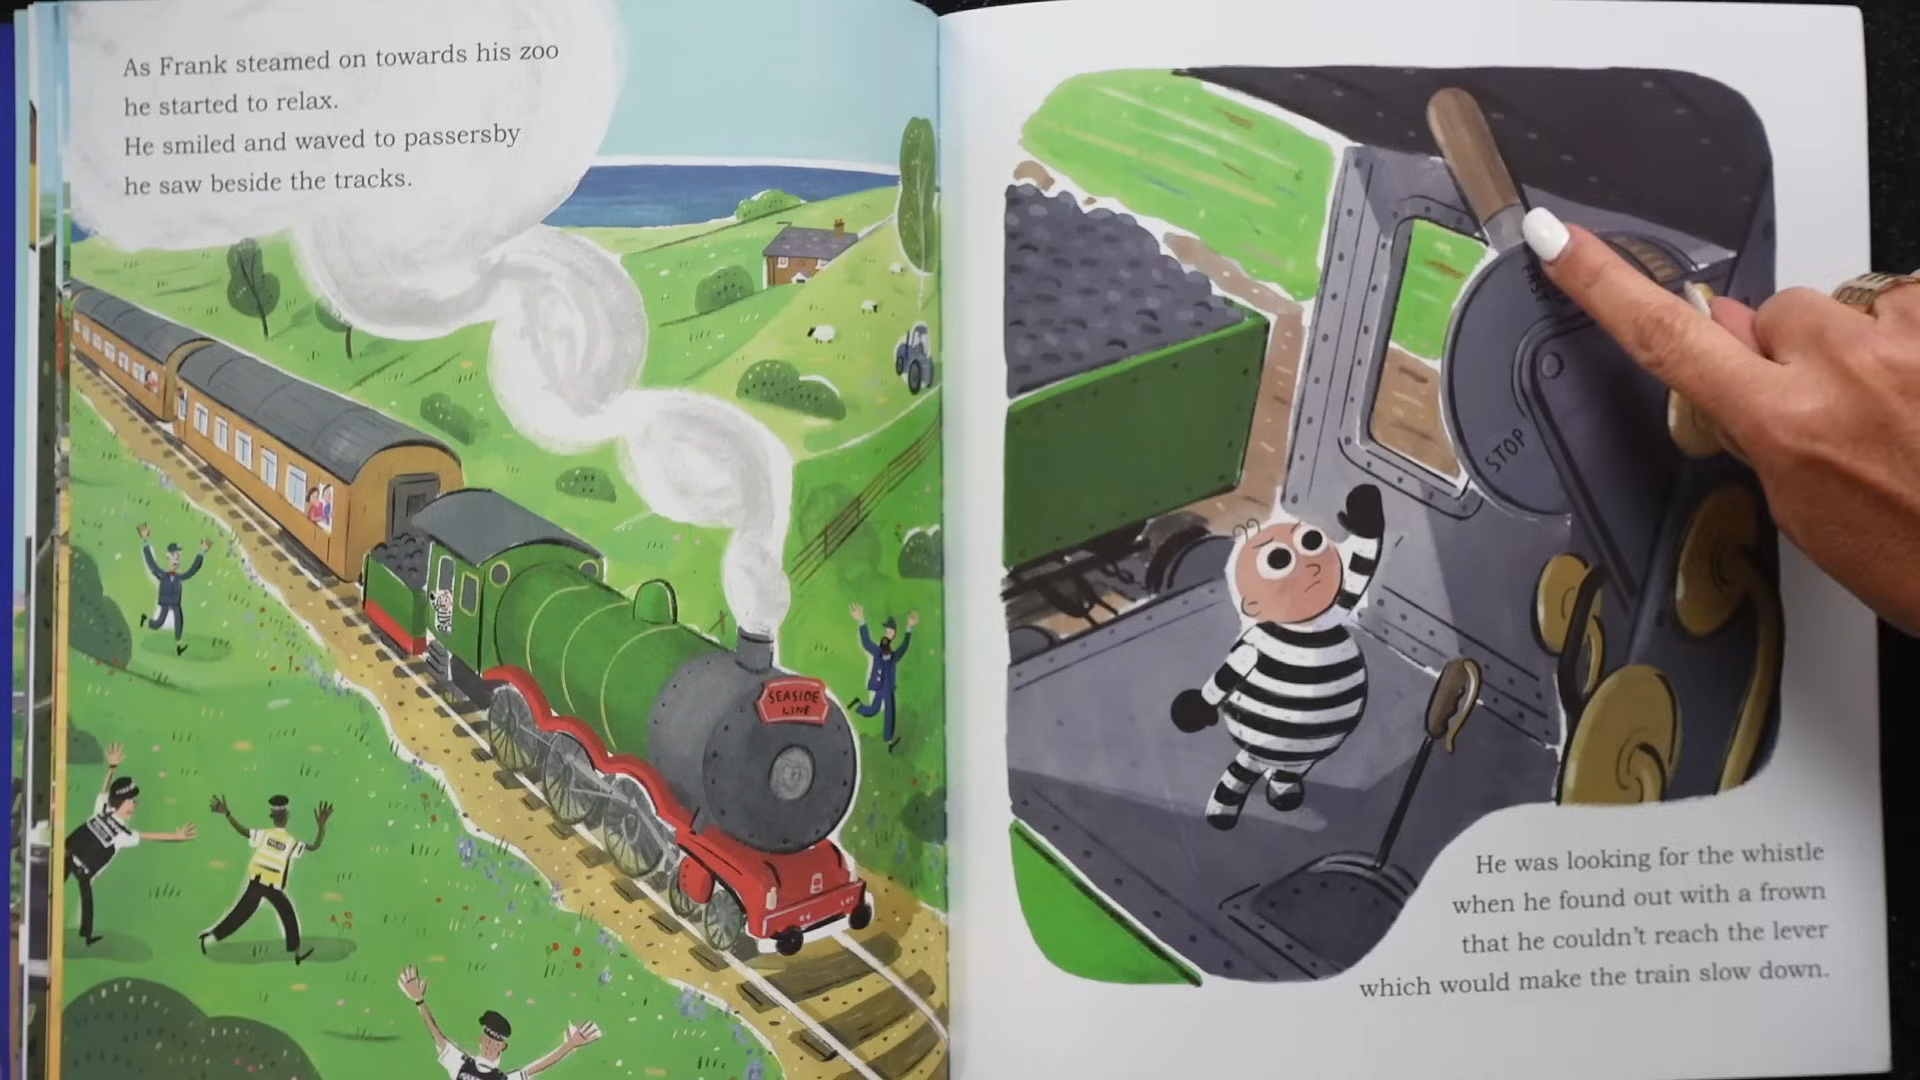 As Frank steamed on towards his zoo
he started to relax.
He smiled and waved to passersby
he saw beside the tracks.
SEASIDE
LINE
POLICE
STOP
He was looking for the whistle
when he found out with a frown
that he couldn't reach the lever
which would make the train slow down.